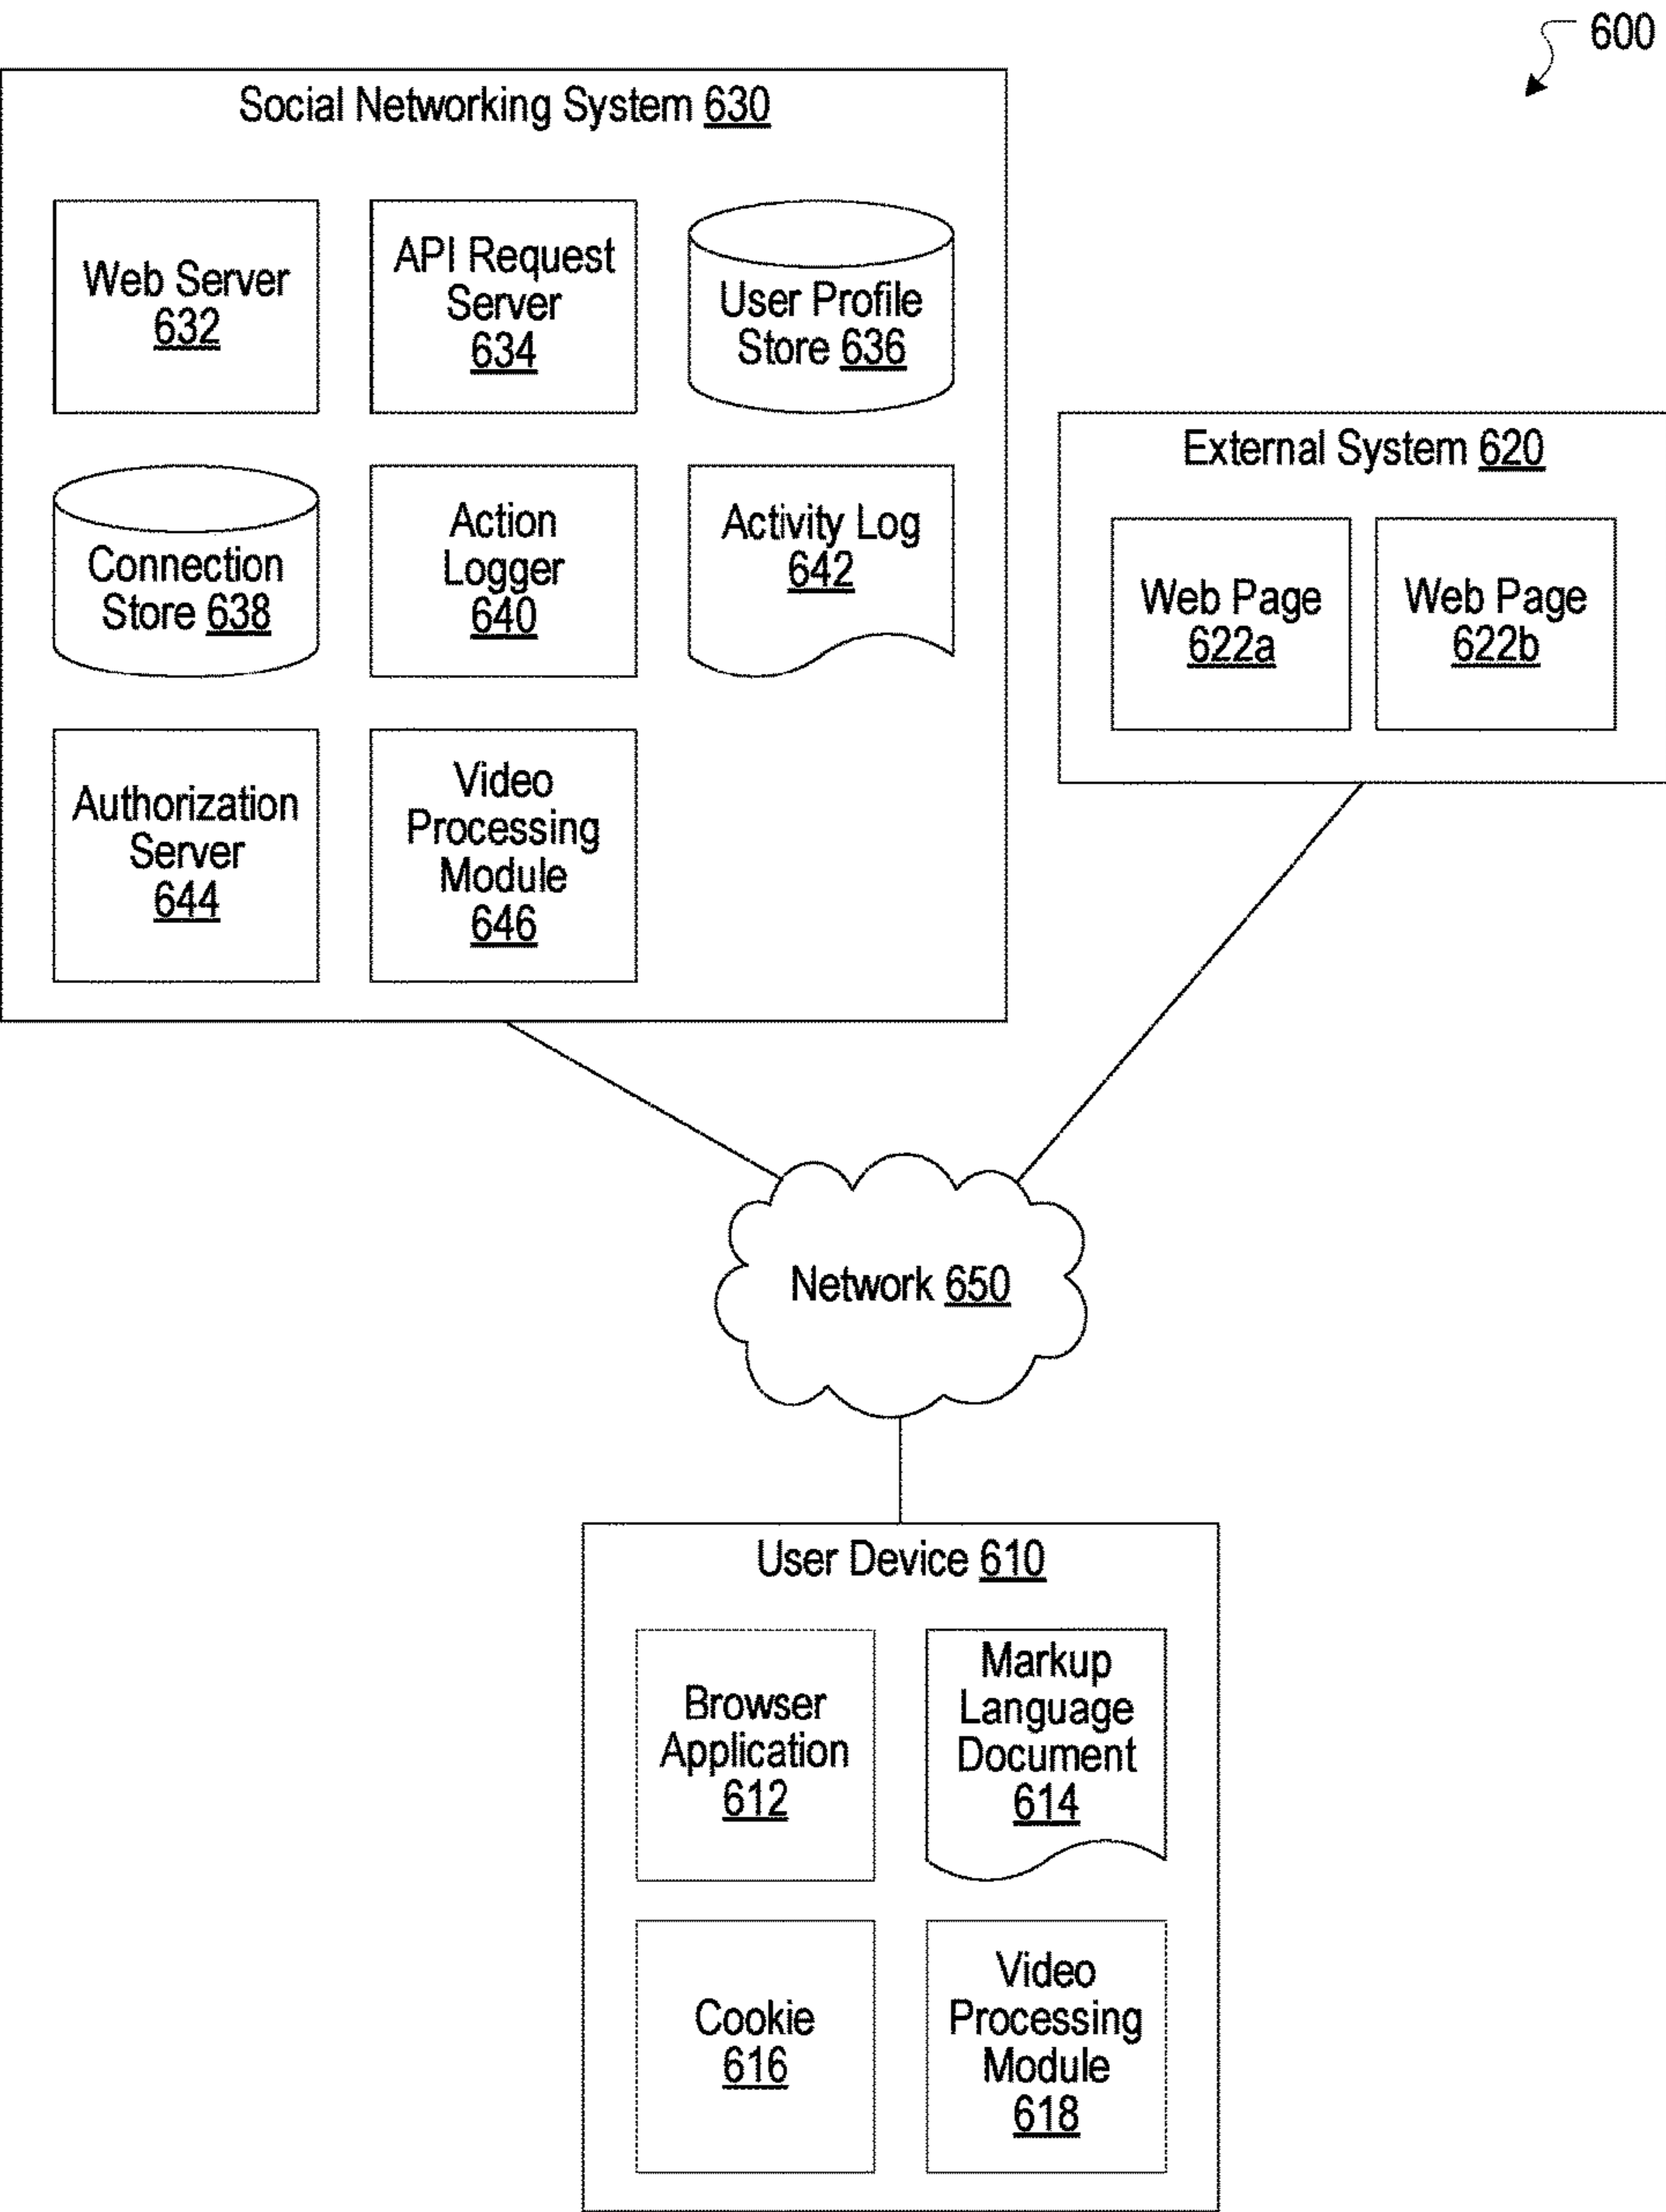 600
Social Networking System 630
Web Server
632
API Request
Server
634
User Profile
Store 636
Connection
Store 638
Action
Logger
640
Activity Log
642
Authorization
Server
644
Video
Processing
Module
646
External System 620
Web Page
622a
Web Page
622b
Network 650
User Device 610
Browser
Application
612
Markup
Language
Document
614
Cookie
616
Video
Processing
Module
618